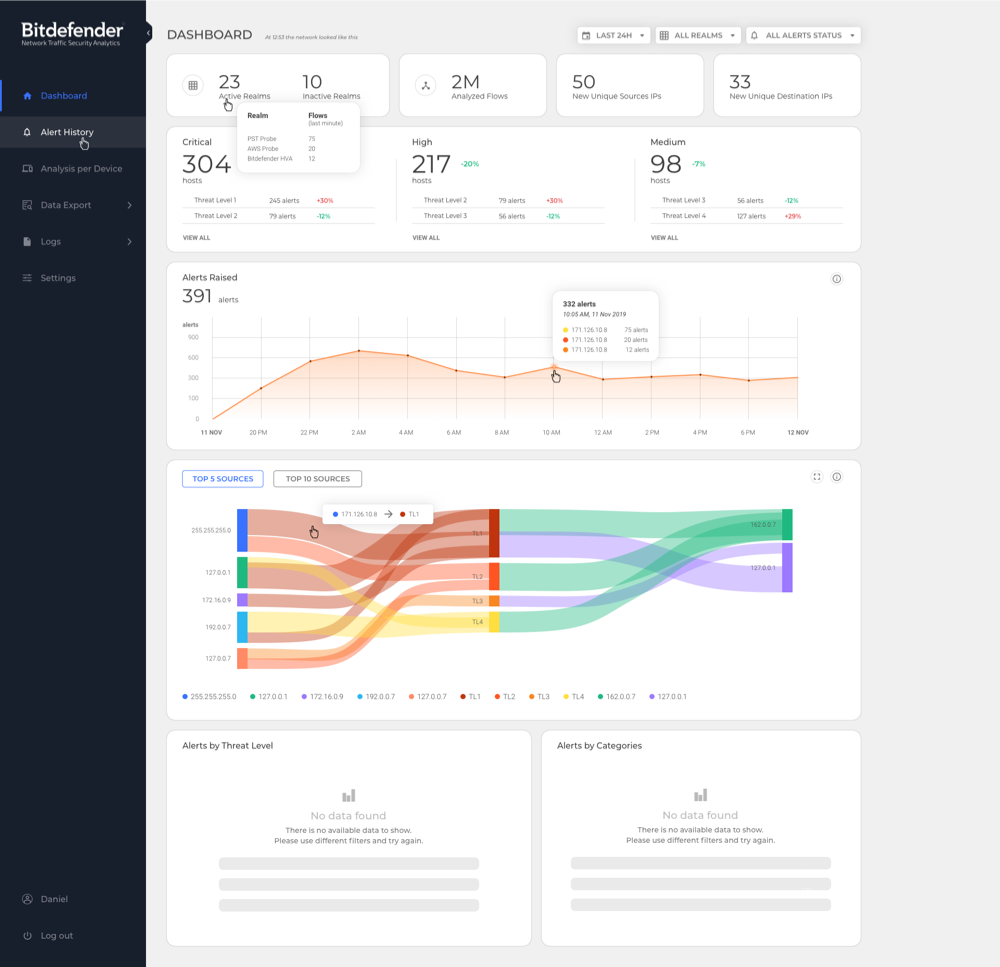 Bitdefender
Network Traffic Security Analytics
Dashboard
Alert History
Analysis per Device
Data Export
Logs
Settings
Daniel
Log out
DASHBOARD
At 12:53 the network looked like this
LAST 24H
ALL REALMS
ALL ALERTS STATUS
23
Active Realms
10
Inactive Realms
2M
Analyzed Flows
50
New Unique Sources IPs
33
New Unique Destination IPs
Realm Flows
(last minute)
PST Probe 75
AWS Probe 20
Bitdefender HVA 12
Critical
304
hosts
Threat Level 1 245 alerts +30%
Threat Level 2 79 alerts -12%
VIEW ALL
High
217 -20%
hosts
Threat Level 2 79 alerts +30%
Threat Level 3 56 alerts -12%
VIEW ALL
Medium
98 -7%
hosts
Threat Level 3 56 alerts -12%
Threat Level 4 127 alerts +29%
VIEW ALL
Alerts Raised
391 alerts
332 alerts
10:05 AM, 11 Nov 2019
171.126.10.8 75 alerts
171.126.10.8 20 alerts
171.126.10.8 12 alerts
alerts
900
600
300
100
0
11 NOV 20 PM 22 PM 2 AM 4 AM 6 AM 8 AM 10 AM 12 AM 2 PM 4 PM 6 PM 12 NOV
TOP 5 SOURCES
TOP 10 SOURCES
171.126.10.8 TL1
255.255.255.0
127.0.0.1
172.16.0.9
192.0.0.7
127.0.0.7
TL1
TL2
TL3
TL4
162.0.0.7
127.0.0.1
255.255.255.0 127.0.0.1 172.16.0.9 192.0.0.7 127.0.0.7 TL1 TL2 TL3 TL4 162.0.0.7 127.0.0.1
Alerts by Threat Level
No data found
There is no available data to show.
Please use different filters and try again.
Alerts by Categories
No data found
There is no available data to show.
Please use different filters and try again.